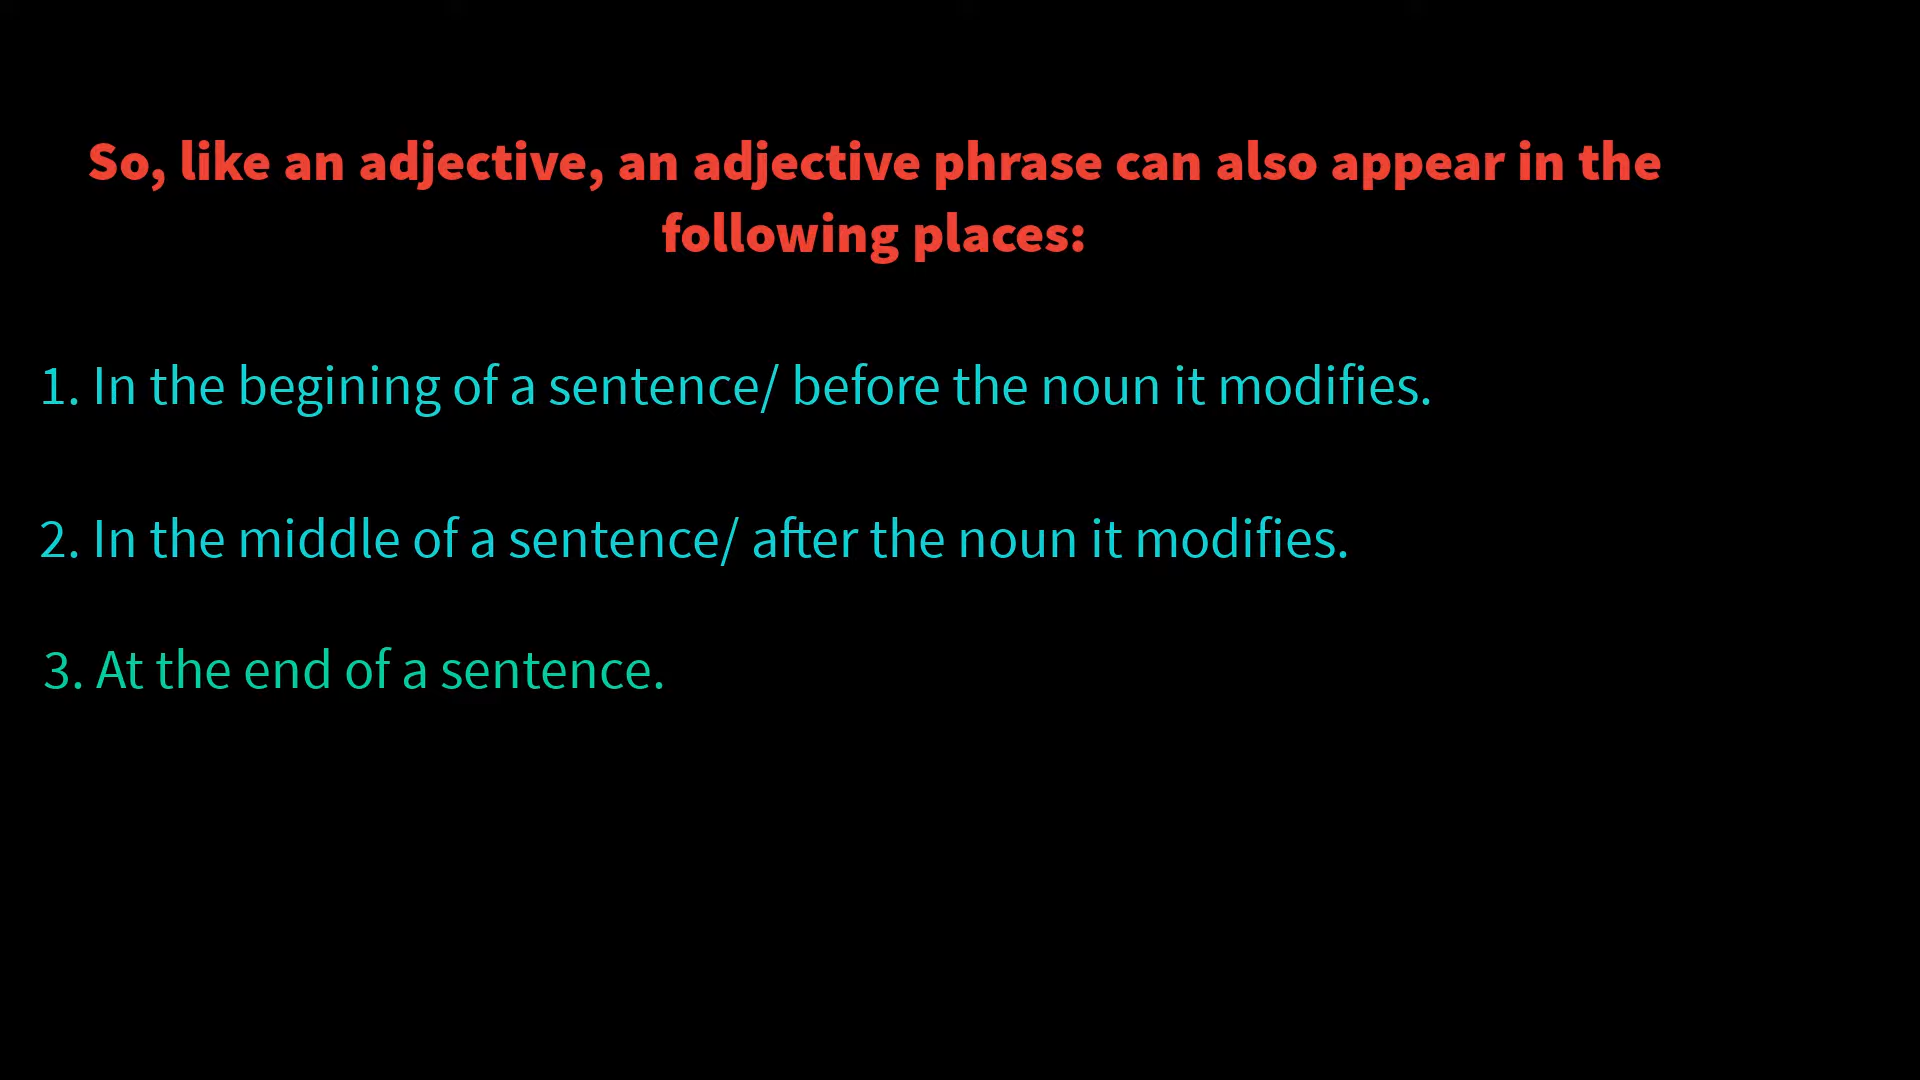 So, like an adjective, an adjective phrase can also appear in the
following places:
1. In the begining of a sentence/ before the noun it modifies.
2. In the middle of a sentence/ after the noun it modifies.
3. At the end of a sentence.